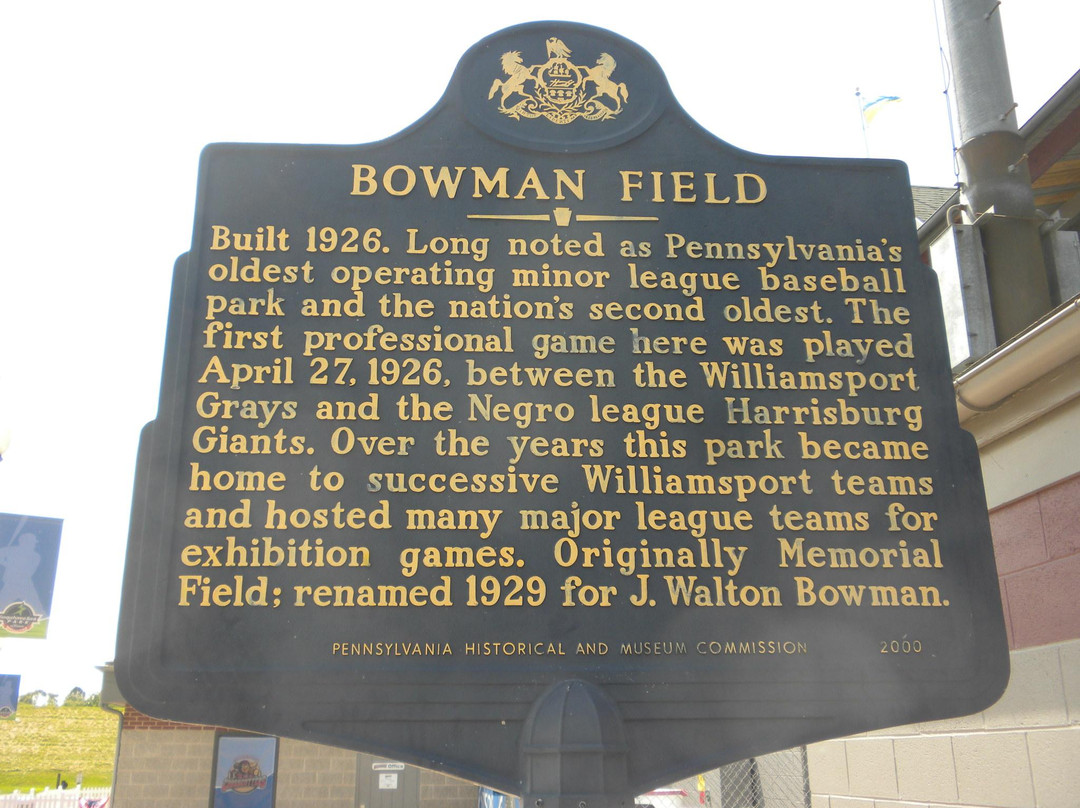 BOWMAN FIELD
Built 1926. Long noted as Pennsylvania's
oldest operating minor league baseball
park and the nation's second oldest. The
first professional game here was played
April 27, 1926, between the Williamsport
Grays and the Negro league Harrisburg
Giants. Over the years this park became
home to successive Williamsport teams
and hosted many major league teams for
exhibition games. Originally Memorial
Field; renamed 1929 for J. Walton Bowman.
PENNSYLVANIA HISTORICAL AND MUSEUM COMMISSION 2000